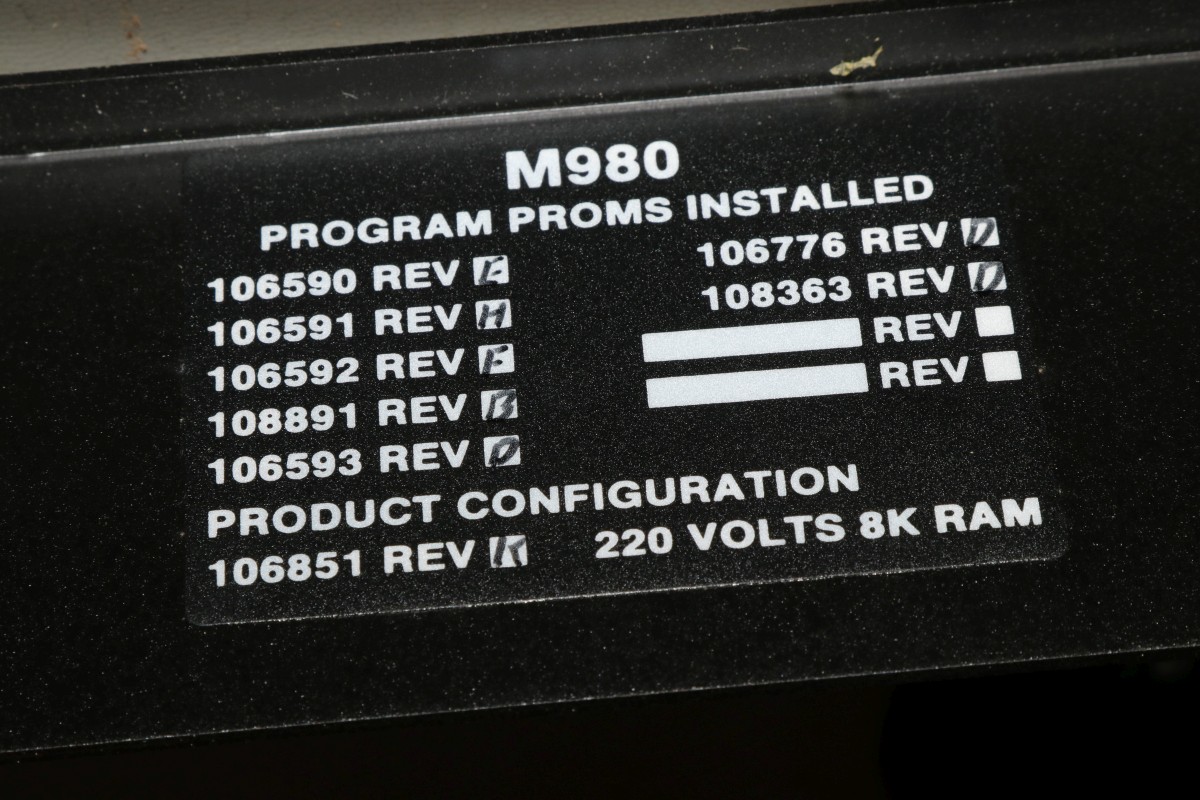 M980
PROGRAM PROMS INSTALLED
106590 REV E
106591 REV H
106592 REV F
108891 REV B
106593 REV D
106776 REV D
108363 REV D
REV
REV
PRODUCT CONFIGURATION
106851 REV K 220 VOLTS 8K RAM